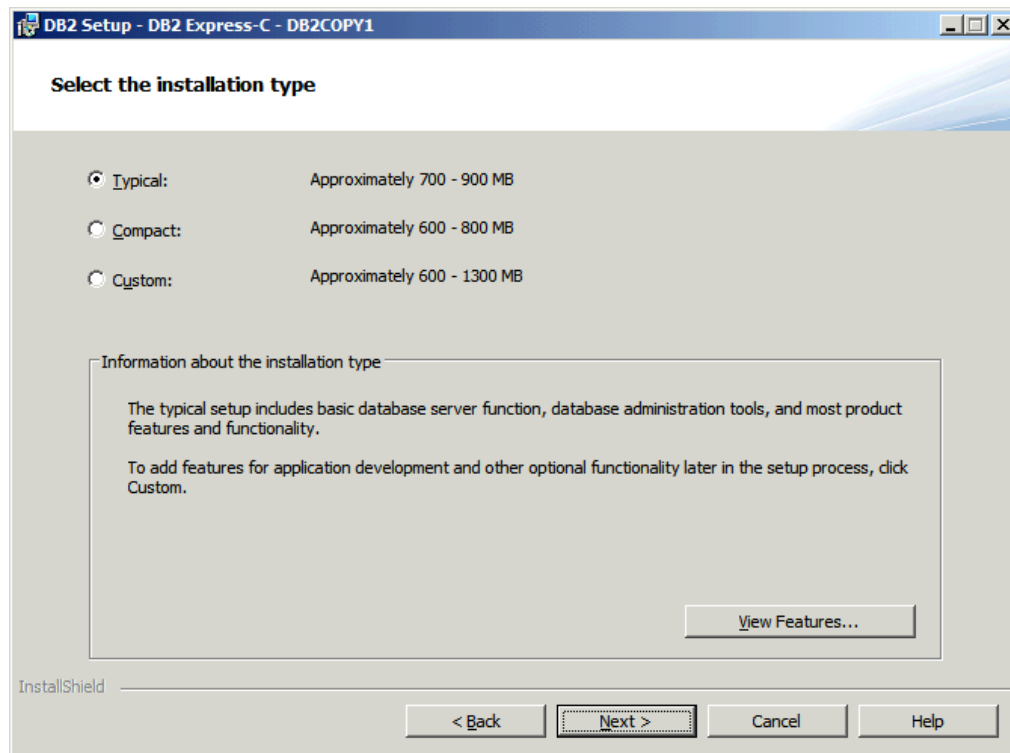 DB2 Setup - DB2 Express-C - DB2COPY1
Select the installation type
Typical: Approximately 700 - 900 MB
Compact: Approximately 600 - 800 MB
Custom: Approximately 600 - 1300 MB
Information about the installation type
The typical setup includes basic database server function, database administration tools, and most product
features and functionality.
To add features for application development and other optional functionality later in the setup process, click
Custom.
View Features...
InstallShield
< Back Next > Cancel Help